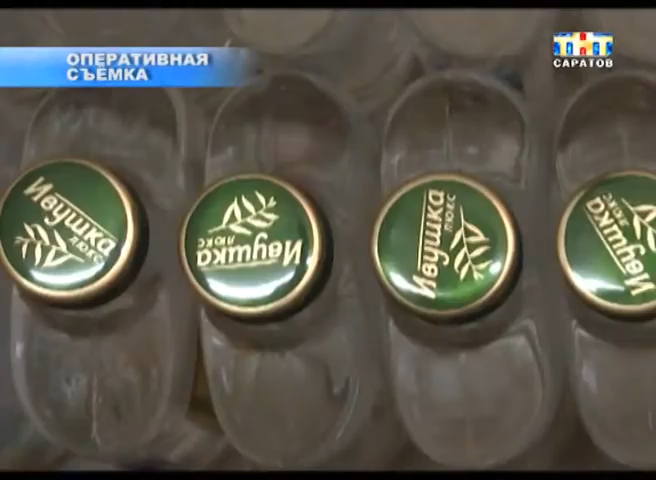 ОПЕРАТИВНАЯ
СЪЁМКА
ТНТ
САРАТОВ
Ивушка
люкс
Ивушка
люкс
Ивушка
люкс
Ивушка
люкс